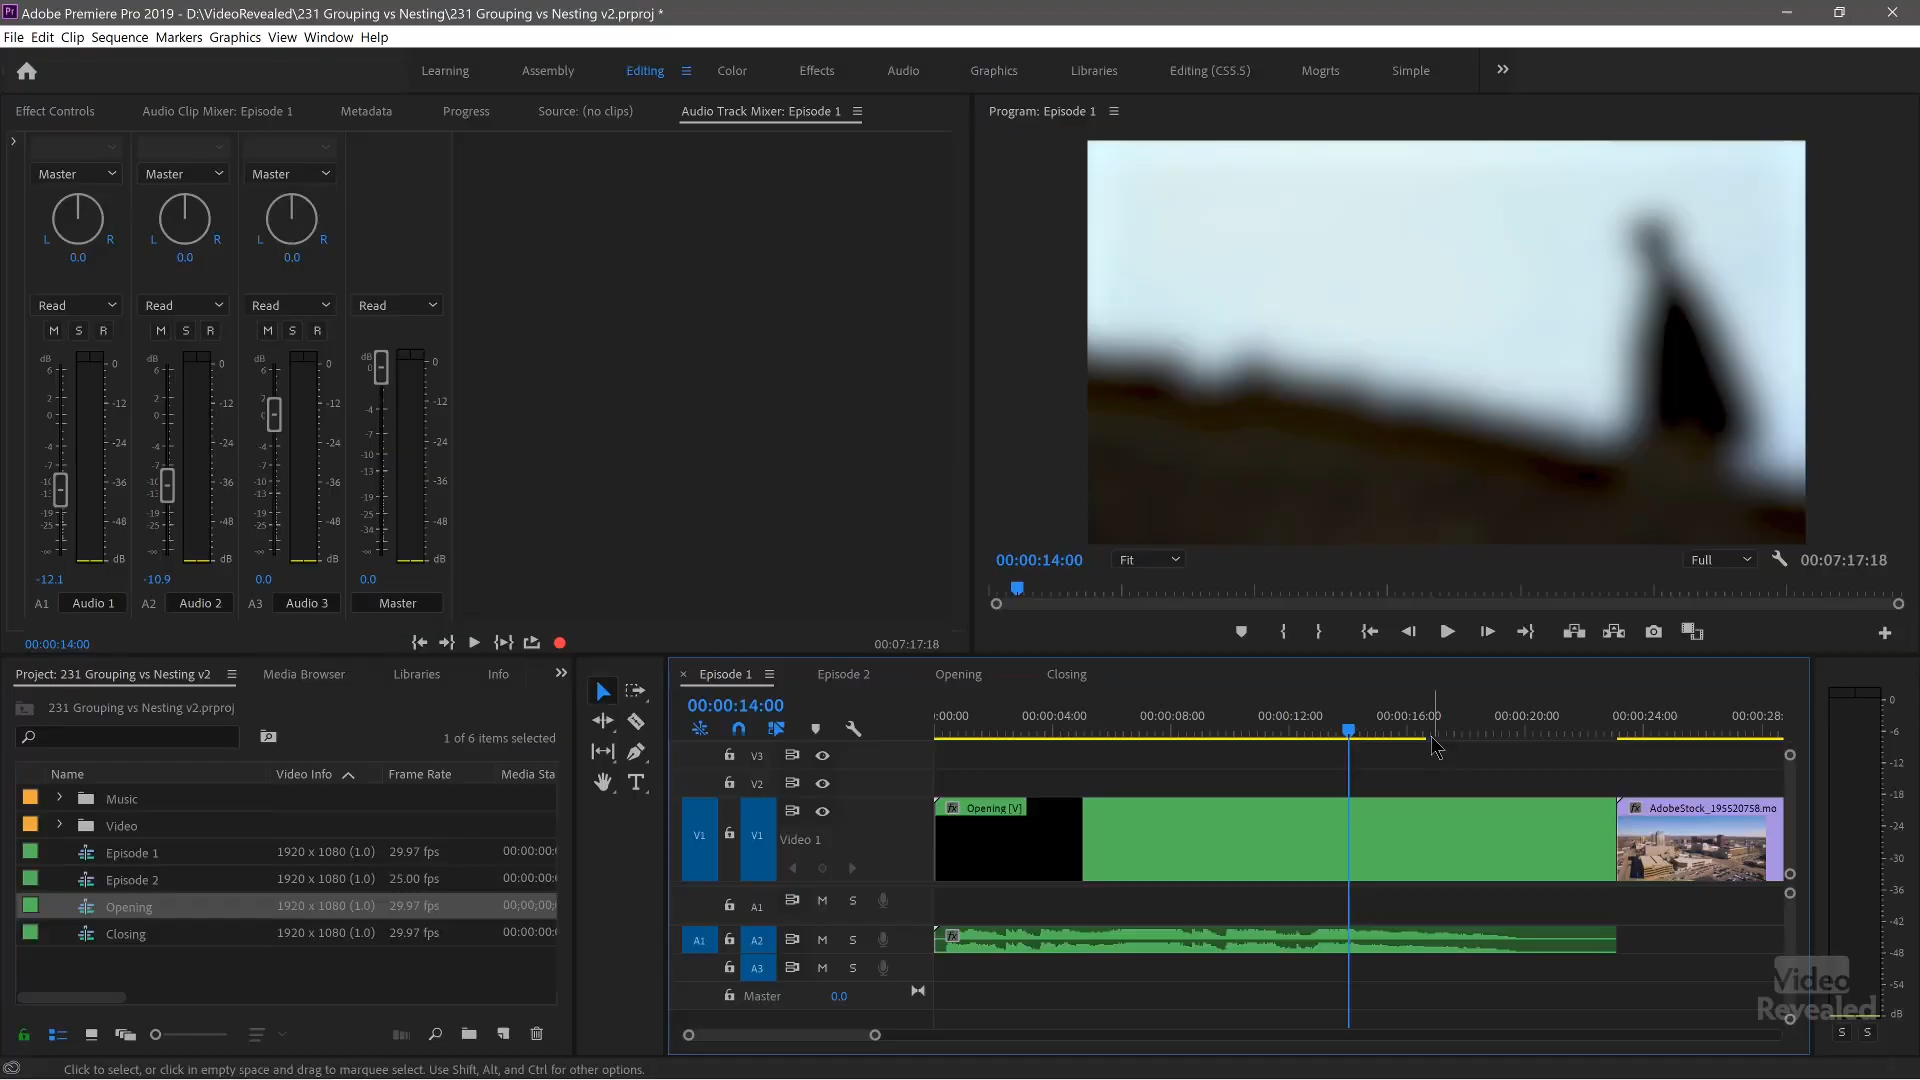 Pr Adobe Premiere Pro 2019 - D:\VideoRevealed\231 Grouping vs Nesting\231 Grouping vs Nesting v2.prproj *
File Edit Clip Sequence Markers Graphics View Window Help
Learning Assembly Editing Color Effects Audio Graphics Libraries Editing (CS5.5) Mogrts Simple
Effect Controls Audio Clip Mixer: Episode 1 Metadata Progress Source: (no clips) Audio Track Mixer: Episode 1
Program: Episode 1
Master Master Master
L R L R L R
0.0 0.0 0.0
Read Read Read Read
M S R M S R M S R
dB 6 2 0 -4 -7 -10 -13 -19 -25 -∞
0 -12 -24 -36 -48 dB
dB 6 2 0 -4 -7 -10 -13 -19 -25 -∞
0 -12 -24 -36 -48 dB
dB 6 2 0 -4 -7 -10 -13 -19 -25 -∞
0 -12 -24 -36 -48 dB
dB 0 -4 -7 -10 -13 -19 -25 -34 -∞
0 -12 -24 -36 -48 dB
-12.1 -10.9 0.0 0.0
A1 Audio 1 A2 Audio 2 A3 Audio 3 Master
00:00:14:00 00:07:17:18
00:00:14:00 Fit Full 00:07:17:18
Project: 231 Grouping vs Nesting v2 Media Browser Libraries Info
231 Grouping vs Nesting v2.prproj
1 of 6 items selected
Name Video Info Frame Rate Media Sta
Music
Video
Episode 1 1920 x 1080 (1.0) 29.97 fps 00:00:00:
Episode 2 1920 x 1080 (1.0) 25.00 fps 00:00:00:
Opening 1920 x 1080 (1.0) 29.97 fps 00;00;00;
Closing 1920 x 1080 (1.0) 29.97 fps 00:00:00:
× Episode 1 Episode 2 Opening Closing
00:00:14:00
:00:00 00:00:04:00 00:00:08:00 00:00:12:00 00:00:16:00 00:00:20:00 00:00:24:00 00:00:28:
V3
V2
V1 V1 Video 1
fx Opening [V]
fx AdobeStock_195520758.mo
A1 M S
A1 A2 M S fx
A3 M S
Master 0.0
0 -6 -12 -18 -24 -30 -36 -42 -48 -54 dB
S S
Video
Revealed
Click to select, or click in empty space and drag to marquee select. Use Shift, Alt, and Ctrl for other options.